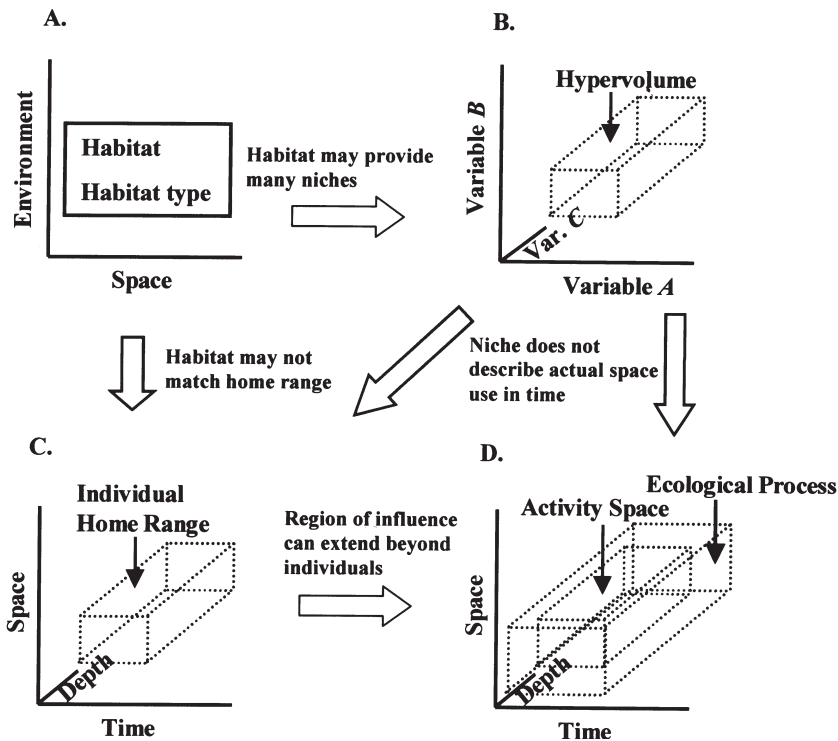 A.
Environment
Habitat
Habitat type
Space
Habitat may provide
many niches
B.
Hypervolume
Variable B
Var. C
Variable A
Habitat may not
match home range
Niche does not
describe actual space
use in time
C.
Individual
Home Range
Space
Depth
Time
Region of influence
can extend beyond
individuals
D.
Ecological Process
Activity Space
Space
Depth
Time